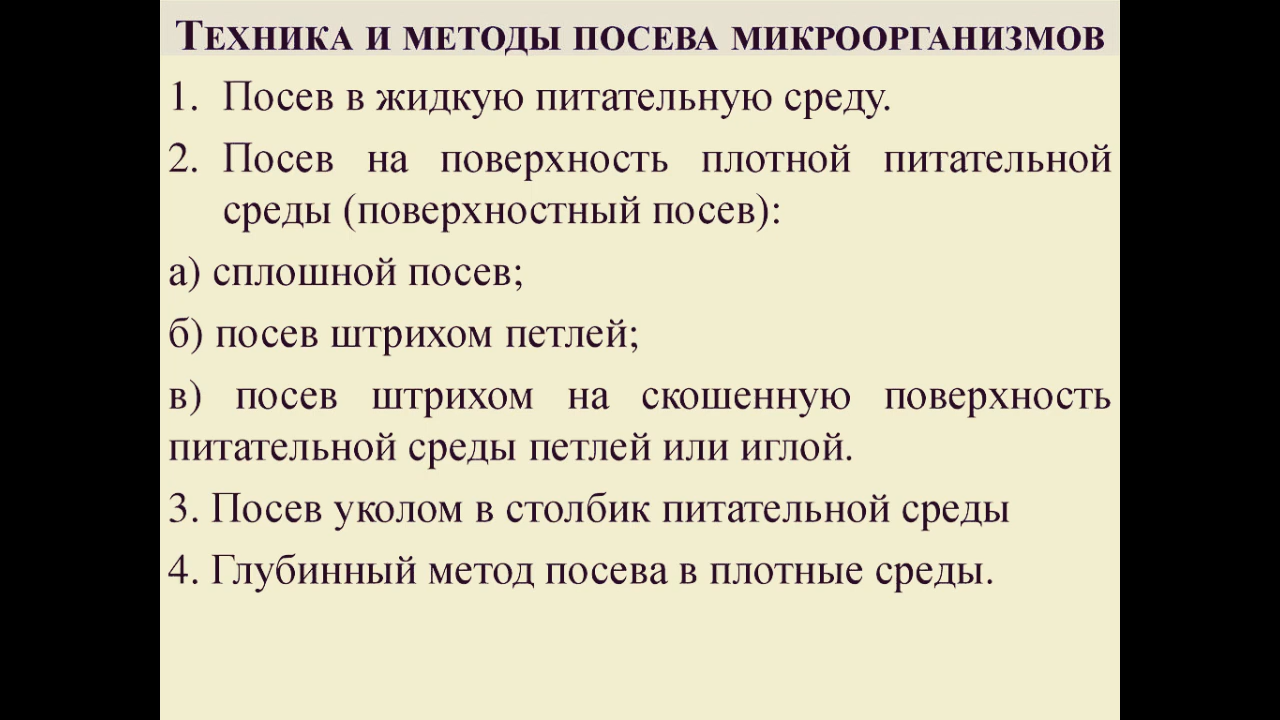 Техника и методы посева микроорганизмов
1. Посев в жидкую питательную среду.
2. Посев на поверхность плотной питательной
среды (поверхностный посев):
а) сплошной посев;
б) посев штрихом петлей;
в) посев штрихом на скошенную поверхность
питательной среды петлей или иглой.
3. Посев уколом в столбик питательной среды
4. Глубинный метод посева в плотные среды.